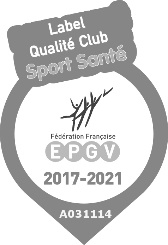 Label
Qualité Club
Sport Santé
Fédération Française
EPGV
2017-2021
A031114